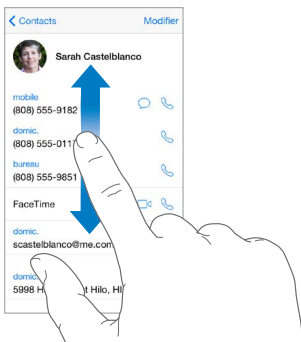 Contacts Modifier
Sarah Castelblanco
mobile
(808) 555-9182
domic.
(808) 555-011
bureau
(808) 555-9851
FaceTime
domic.
scastelblanco@me.com
domic.
5998 H t Hilo, HI